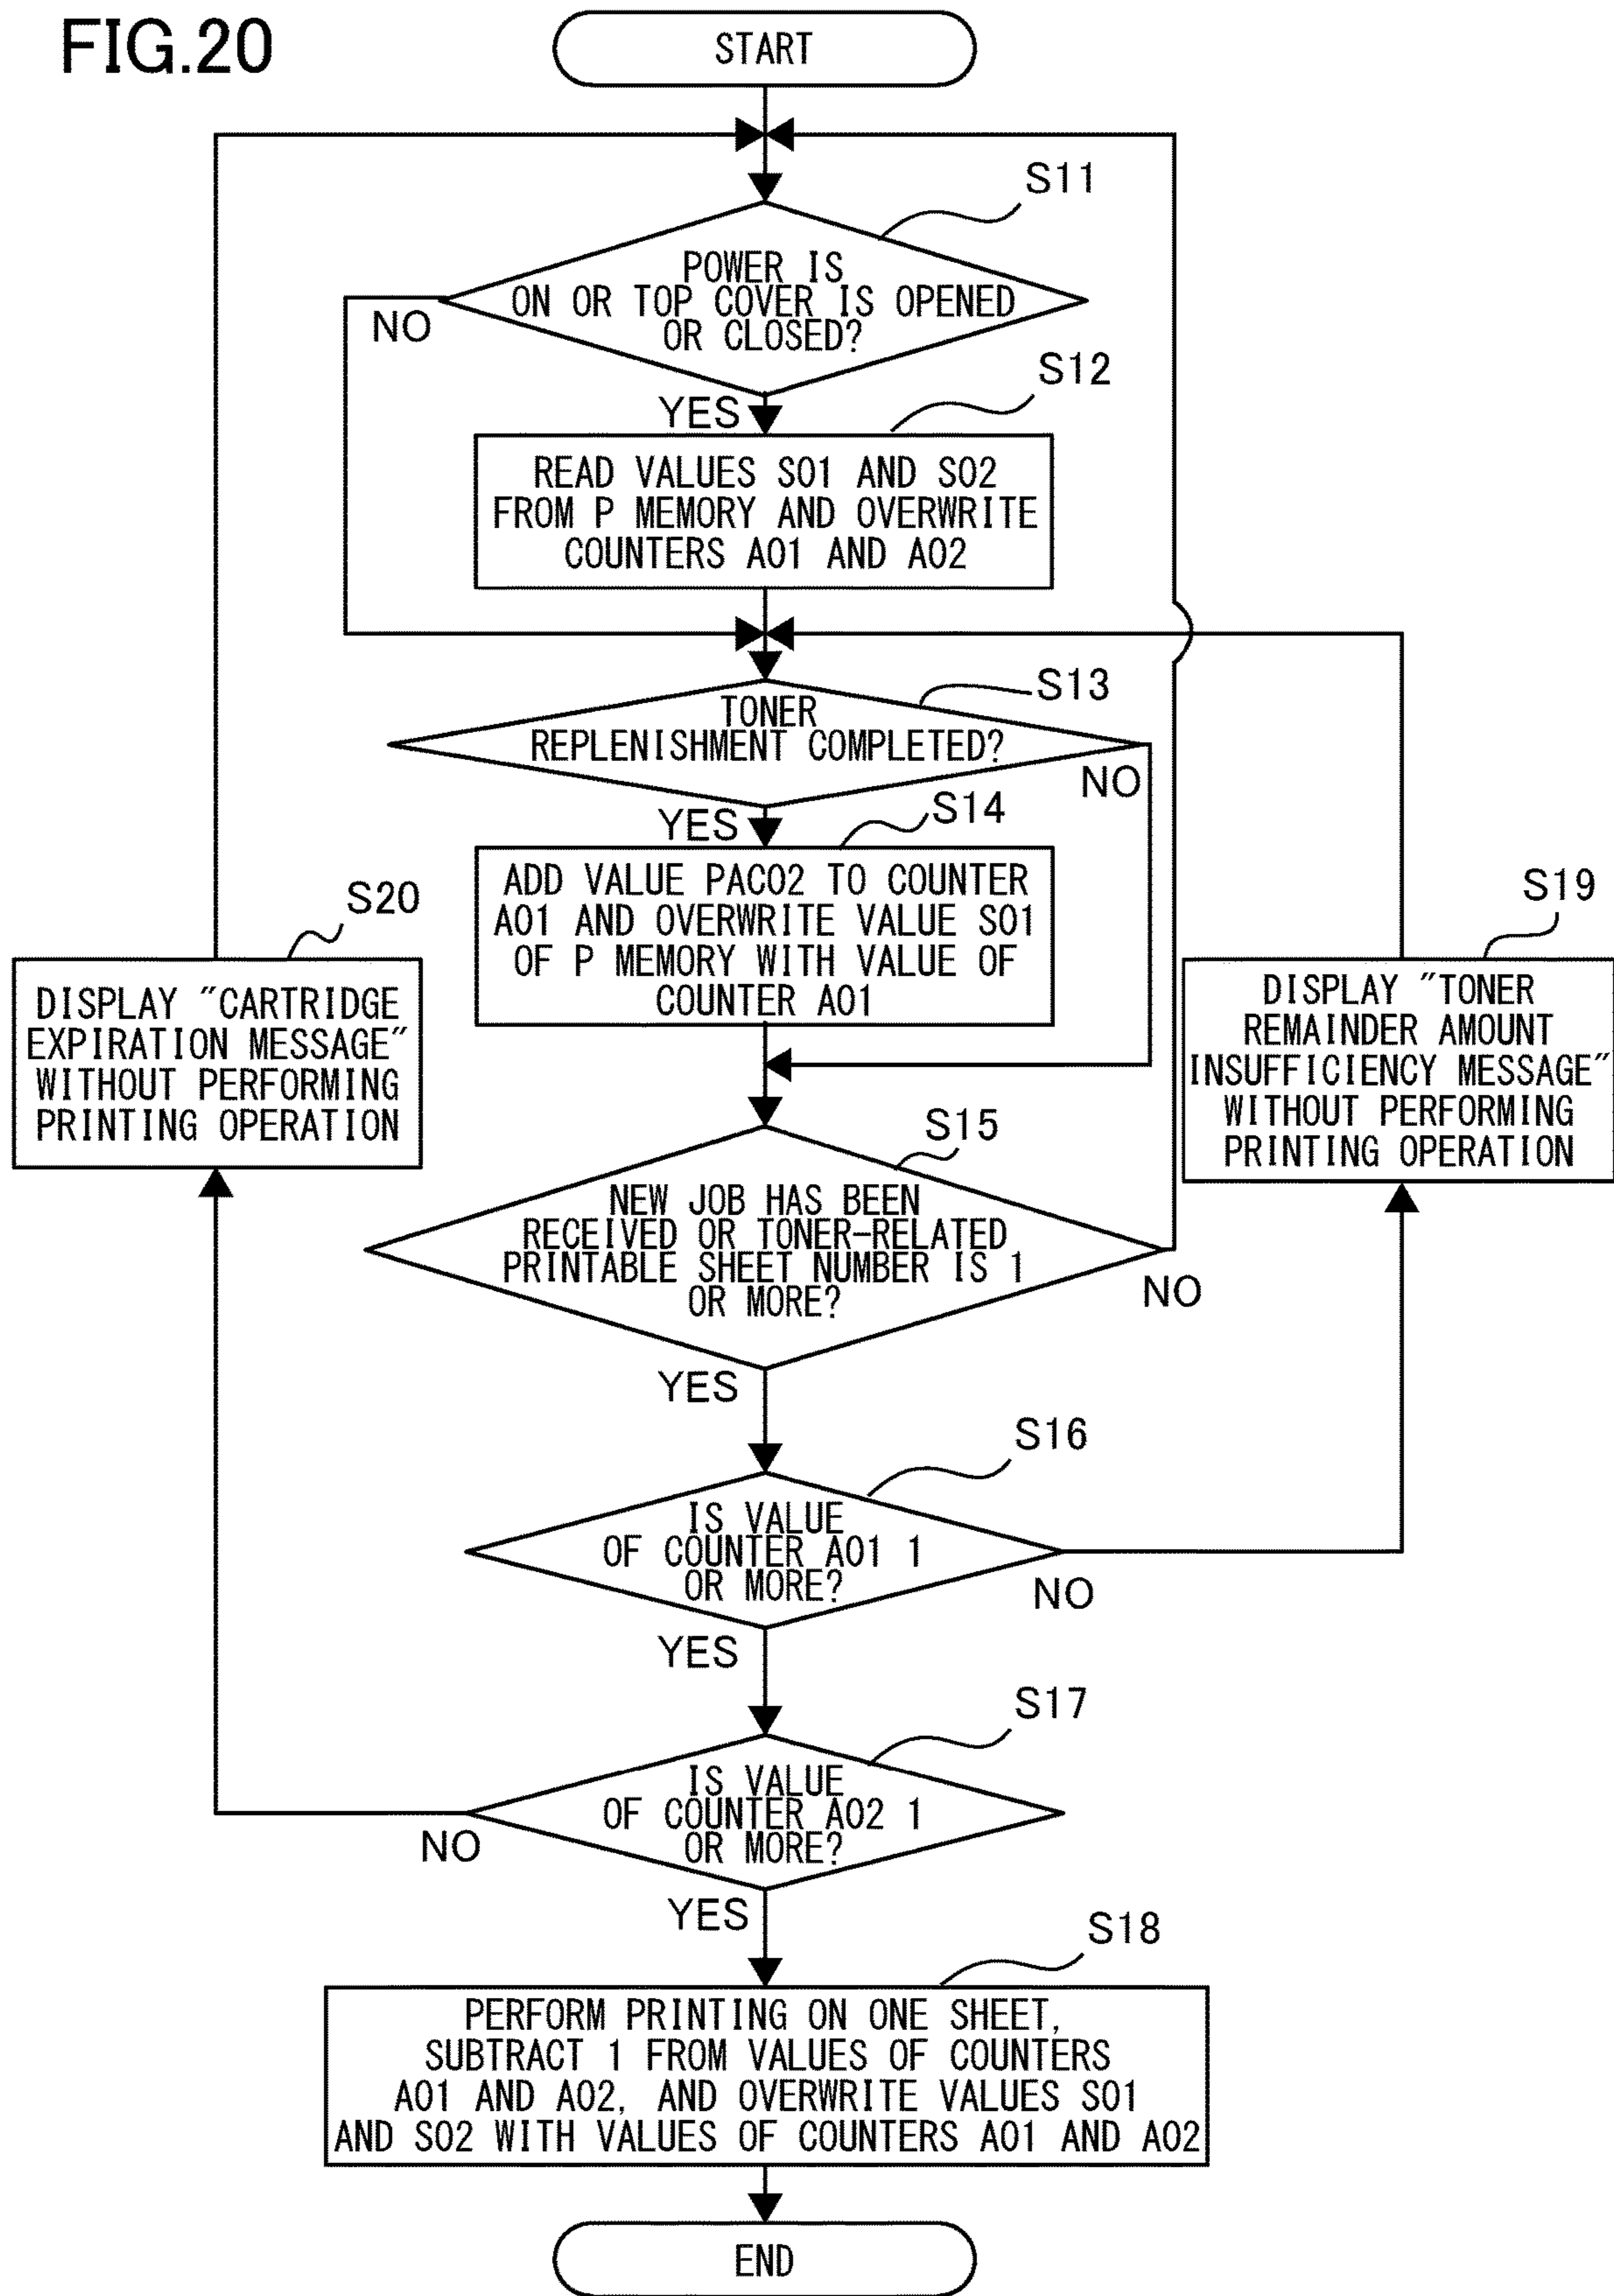 FIG.20
START
S11
POWER IS
ON OR TOP COVER IS OPENED
OR CLOSED?
NO
S12
YES
READ VALUES S01 AND S02
FROM P MEMORY AND OVERWRITE
COUNTERS A01 AND A02
S13
TONER
REPLENISHMENT COMPLETED?
NO
S14
YES
ADD VALUE PAC02 TO COUNTER
A01 AND OVERWRITE VALUE S01
OF P MEMORY WITH VALUE OF
COUNTER A01
S20
DISPLAY "CARTRIDGE
EXPIRATION MESSAGE"
WITHOUT PERFORMING
PRINTING OPERATION
S19
DISPLAY "TONER
REMAINDER AMOUNT
INSUFFICIENCY MESSAGE"
WITHOUT PERFORMING
PRINTING OPERATION
S15
NEW JOB HAS BEEN
RECEIVED OR TONER-RELATED
PRINTABLE SHEET NUMBER IS 1
OR MORE?
NO
YES
S16
IS VALUE
OF COUNTER A01 1
OR MORE?
NO
YES
S17
IS VALUE
OF COUNTER A02 1
OR MORE?
NO
YES
S18
PERFORM PRINTING ON ONE SHEET,
SUBTRACT 1 FROM VALUES OF COUNTERS
A01 AND A02, AND OVERWRITE VALUES S01
AND S02 WITH VALUES OF COUNTERS A01 AND A02
END